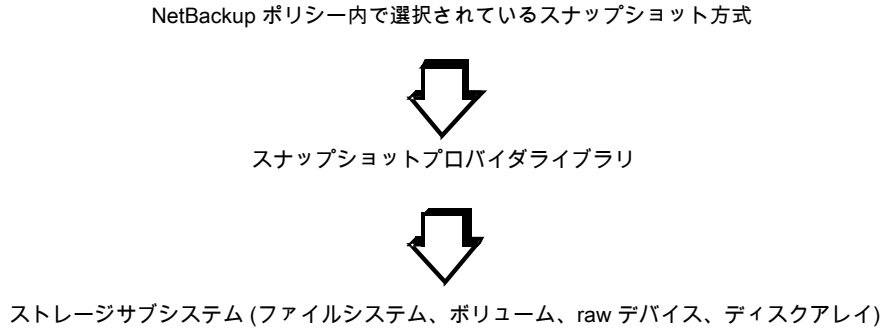 NetBackup ポリシー内で選択されているスナップショット方式
スナップショットプロバイダライブラリ
ストレージサブシステム (ファイルシステム、ボリューム、raw デバイス、ディスクアレイ)